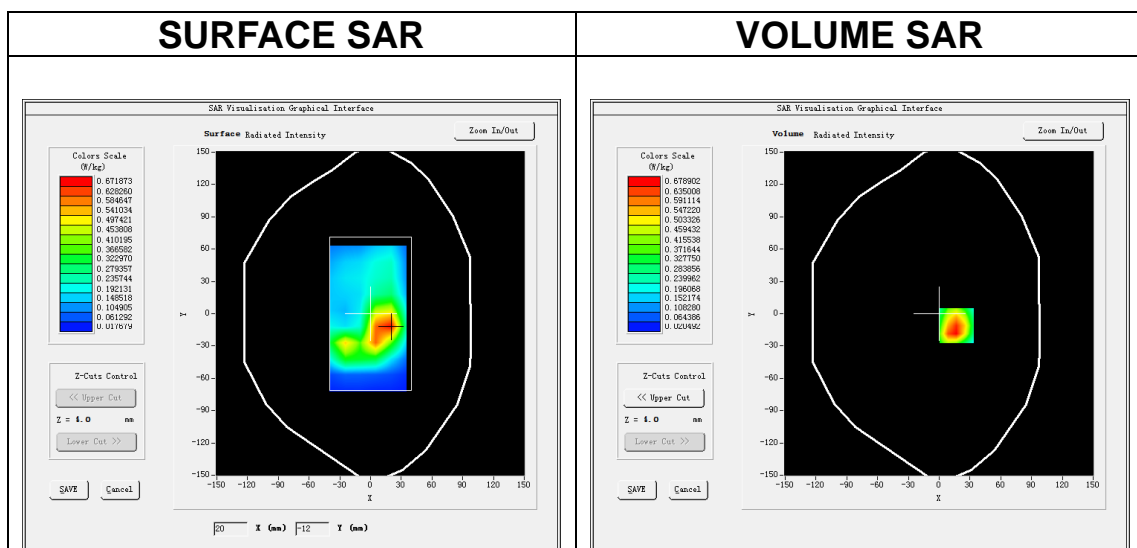 SURFACE SAR
VOLUME SAR
SAR Visualisation Graphical Interface
Surface Radiated Intensity
Zoom In/Out
Colors Scale
(W/kg)
0.671873
0.628260
0.584647
0.541034
0.497421
0.453808
0.410195
0.366582
0.322970
0.279357
0.235744
0.192131
0.148518
0.104905
0.061292
0.017679
Z-Cuts Control
<< Upper Cut
Z = 4.0 mm
Lower Cut >>
SAVE
Cancel
150
120
90
60
30
0
-30
-60
-90
-120
-150
Y
-150 -120 -90 -60 -30 0 30 60 90 120 150
X
20 X (mm) -12 Y (mm)
SAR Visualisation Graphical Interface
Volume Radiated Intensity
Zoom In/Out
Colors Scale
(W/kg)
0.678902
0.635008
0.591114
0.547220
0.503326
0.459432
0.415538
0.371644
0.327750
0.283856
0.239962
0.196068
0.152174
0.108280
0.064386
0.020492
Z-Cuts Control
<< Upper Cut
Z = 4.0 mm
Lower Cut >>
SAVE
Cancel
150
120
90
60
30
0
-30
-60
-90
-120
-150
Y
-150 -120 -90 -60 -30 0 30 60 90 120 150
X